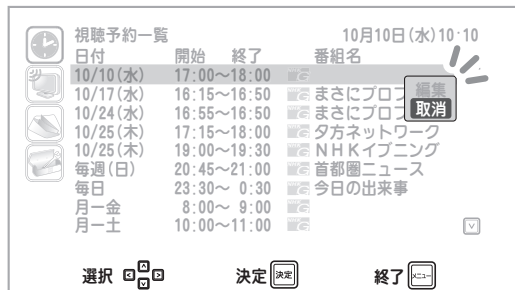 視聴予約一覧 10月10日(水)10:10
日付 開始 終了 番組名
10/10(水) 17:00～18:00
10/17(水) 16:15～16:50 まさにプロフ
10/24(水) 16:55～16:50 まさにプロフ
10/25(木) 17:15～18:00 夕方ネットワーク
10/25(木) 19:00～19:30 NHKイブニング
毎週(日) 20:45～21:00 首都圏ニュース
毎日 23:30～ 0:30 今日の出来事
月－金 8:00～ 9:00
月－土 10:00～11:00
編集
取消
選択 決定 決定 終了 メニュー